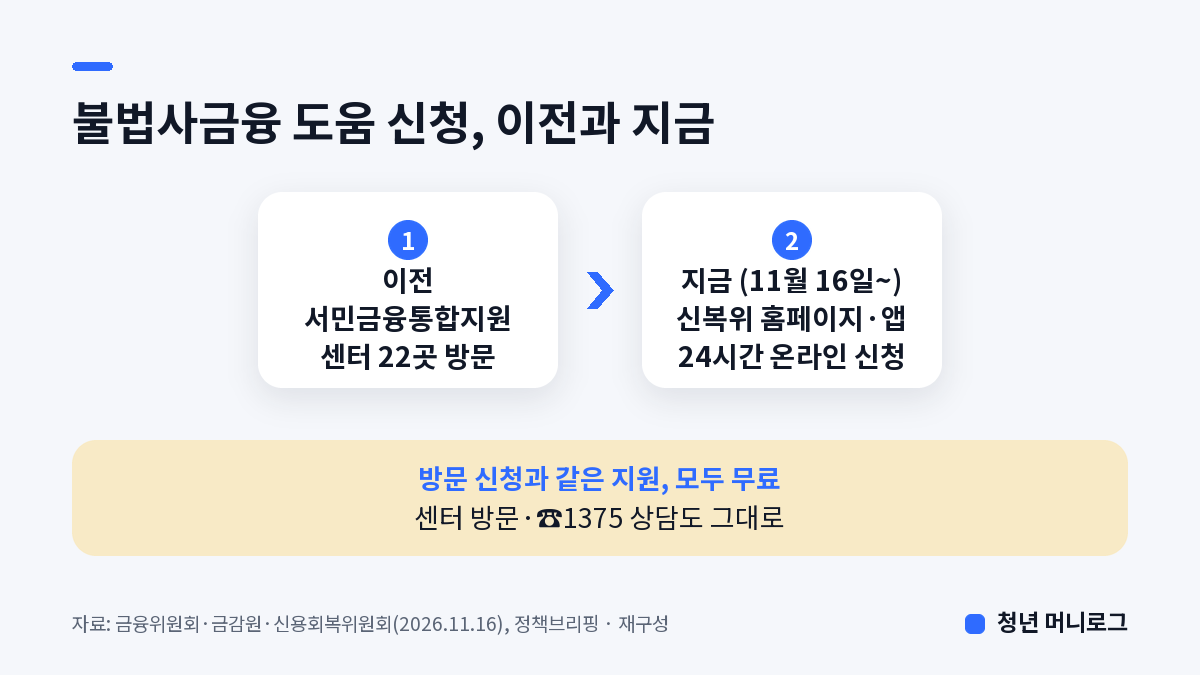 불법사금융 도움 신청, 이전과 지금
1
이전
서민금융통합지원
센터 22곳 방문
2
지금 (11월 16일~)
신복위 홈페이지·앱
24시간 온라인 신청
방문 신청과 같은 지원, 모두 무료
센터 방문·☎1375 상담도 그대로
자료: 금융위원회·금감원·신용회복위원회(2026.11.16), 정책브리핑 · 재구성
청년 머니로그